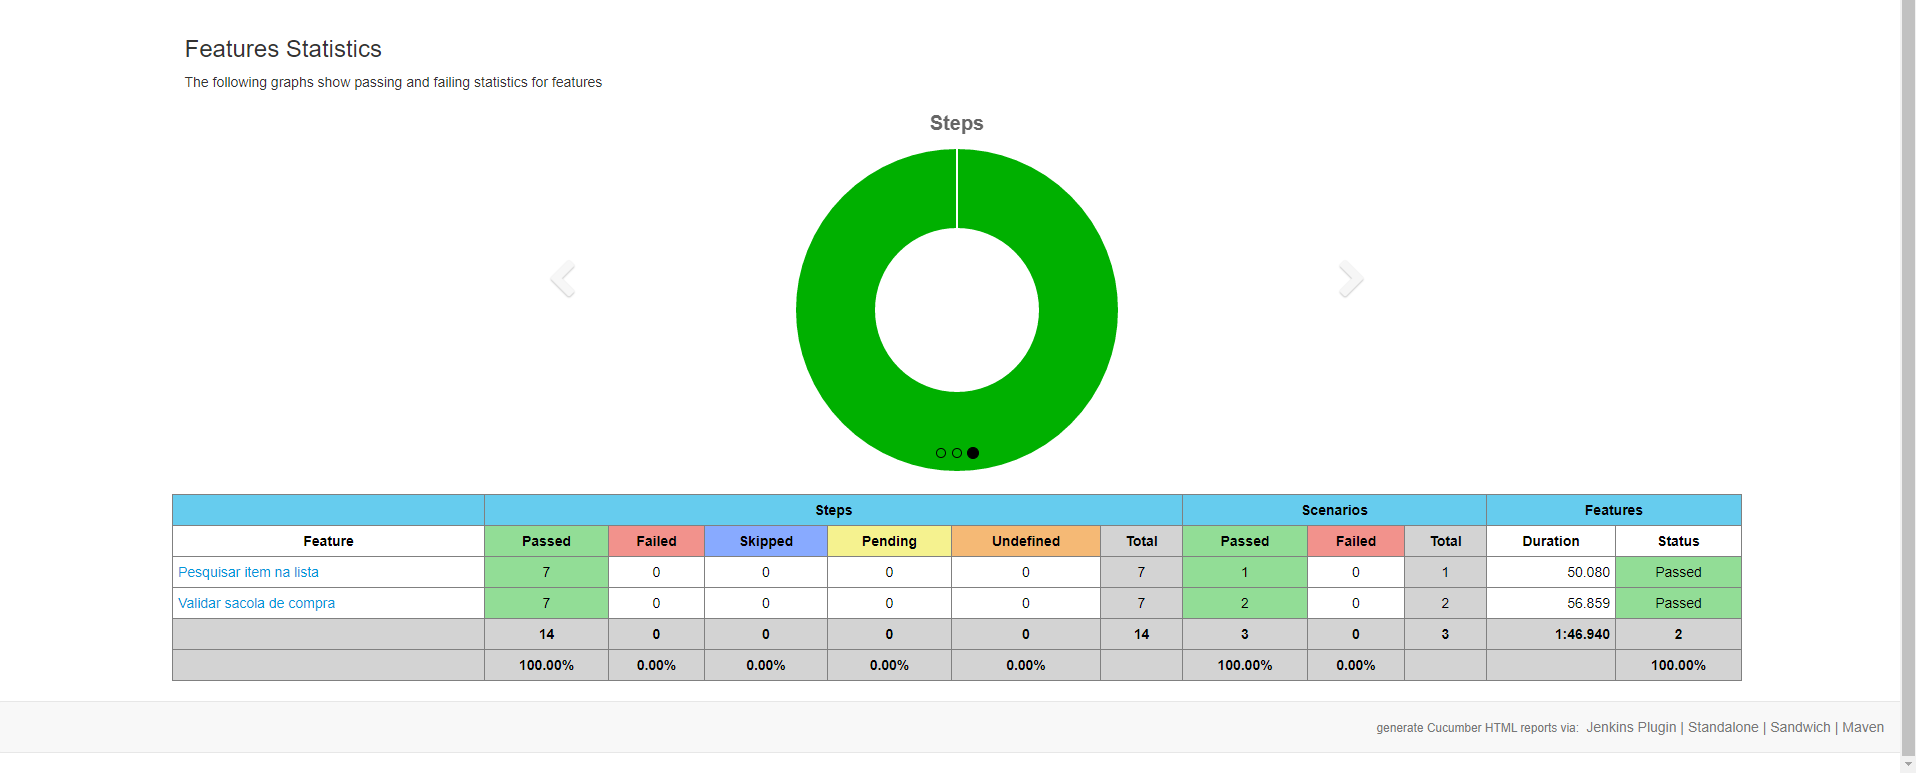 Features Statistics
The following graphs show passing and failing statistics for features
Steps
Steps Scenarios Features
Feature Passed Failed Skipped Pending Undefined Total Passed Failed Total Duration Status
Pesquisar item na lista 7 0 0 0 0 7 1 0 1 50.080 Passed
Validar sacola de compra 7 0 0 0 0 7 2 0 2 56.859 Passed
14 0 0 0 0 14 3 0 3 1:46.940 2
100.00% 0.00% 0.00% 0.00% 0.00% 100.00% 0.00% 100.00%
generate Cucumber HTML reports via: Jenkins Plugin | Standalone | Sandwich | Maven